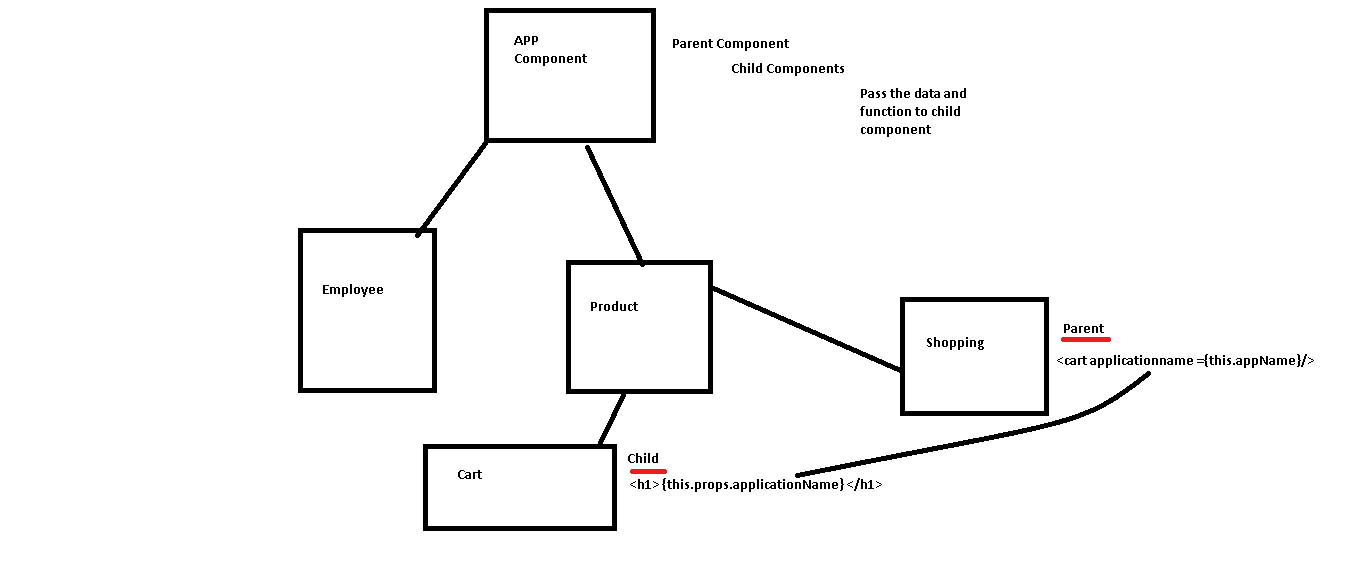 APP
Component
Parent Component
Child Components
Pass the data and
function to child
component
Employee
Product
Shopping
Parent
<cart applicationname ={this.appName}/>
Cart
Child
<h1>{this.props.applicationName}</h1>